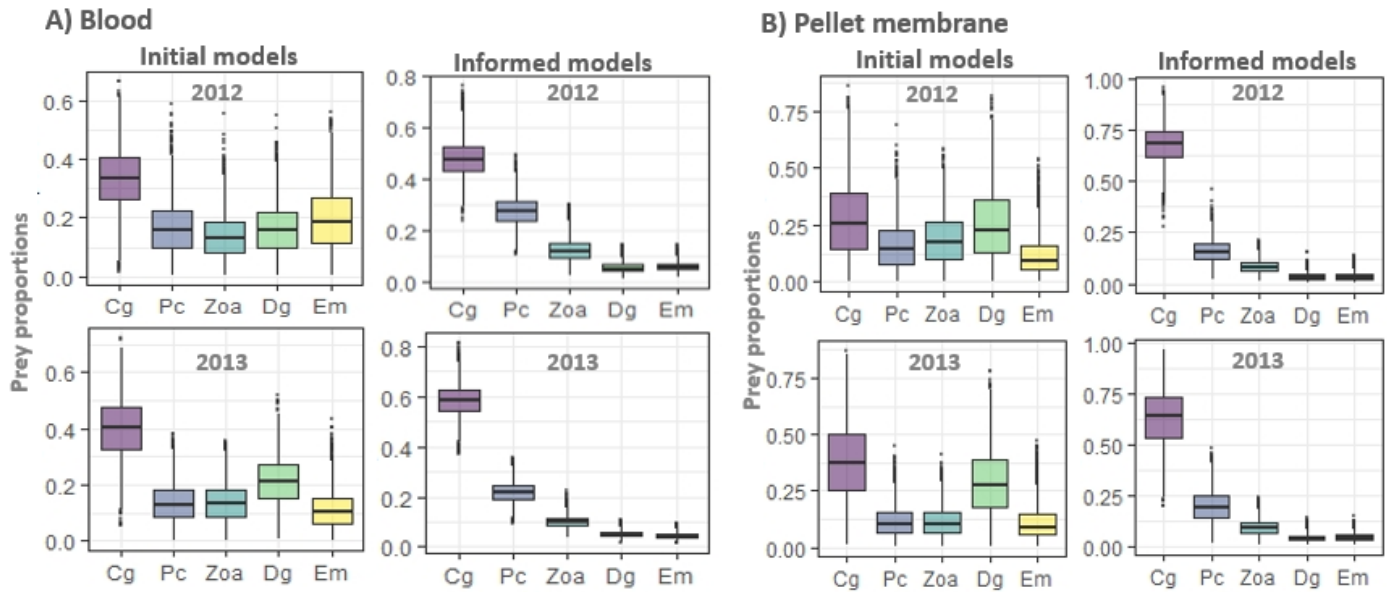 A) Blood
Initial models
Informed models
Prey proportions
2012
0.6
0.4
0.2
0.0
Cg Pc Zoa Dg Em
2012
0.8
0.6
0.4
0.2
0.0
Cg Pc Zoa Dg Em
2013
0.6
0.4
0.2
0.0
Cg Pc Zoa Dg Em
2013
0.8
0.6
0.4
0.2
0.0
Cg Pc Zoa Dg Em
B) Pellet membrane
Initial models
Informed models
Prey proportions
2012
0.75
0.50
0.25
0.00
Cg Pc Zoa Dg Em
2012
1.00
0.75
0.50
0.25
0.00
Cg Pc Zoa Dg Em
2013
0.75
0.50
0.25
0.00
Cg Pc Zoa Dg Em
2013
1.00
0.75
0.50
0.25
0.00
Cg Pc Zoa Dg Em